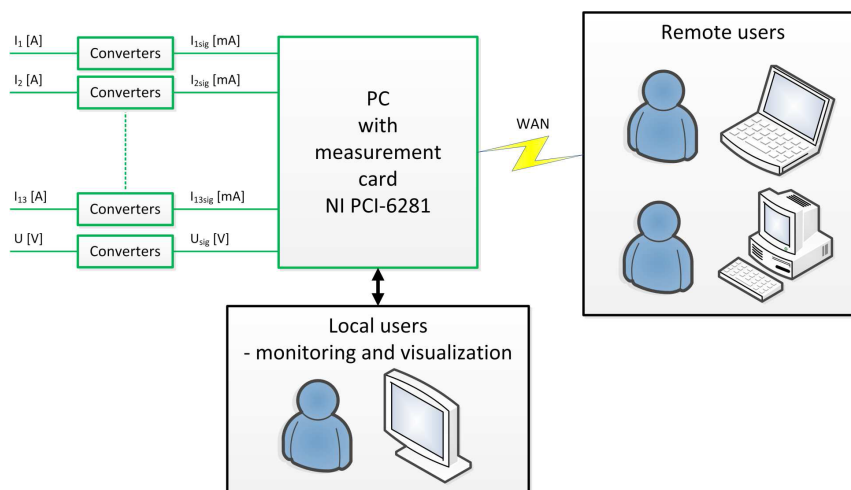 I1 [A]
Converters
I1sig [mA]
I2 [A]
Converters
I2sig [mA]
I13 [A]
Converters
I13sig [mA]
U [V]
Converters
Usig [V]
PC
with
measurement
card
NI PCI-6281
WAN
Remote users
Local users
- monitoring and visualization